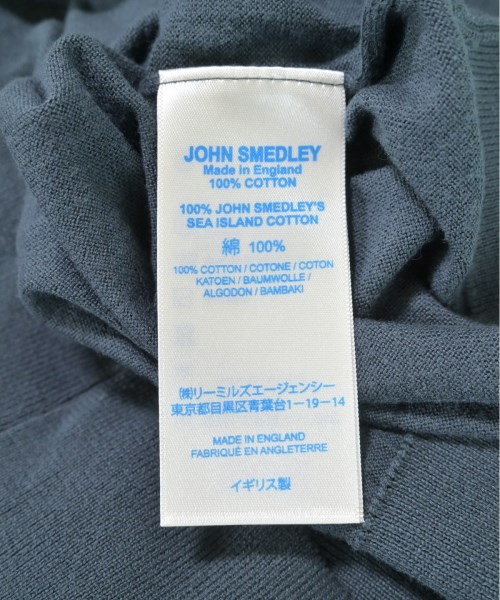 JOHN SMEDLEY
Made in England
100% COTTON
100% JOHN SMEDLEY'S
SEA ISLAND COTTON
綿 100%
100% COTTON / COTONE / COTON
KATOEN / BAUMWOLLE /
ALGODON / BAMBAKI
㈱リーミルズエージェンシー
東京都目黒区青葉台1-19-14
MADE IN ENGLAND
FABRIQUÉ EN ANGLETERRE
イギリス製